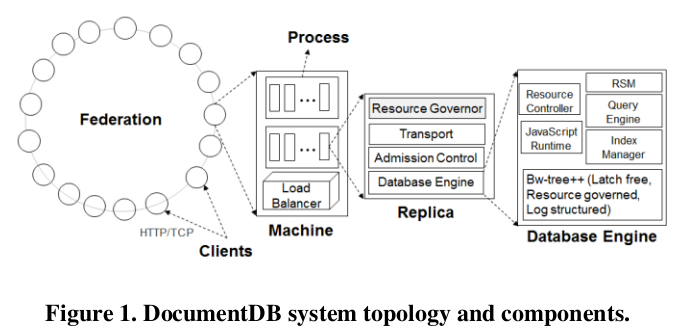 Process
Federation
...
...
Load
Balancer
Machine
HTTP/TCP
Clients
Resource Governor
Transport
Admission Control
Database Engine
Replica
Resource
Controller
JavaScript
Runtime
RSM
Query
Engine
Index
Manager
Bw-tree++ (Latch free,
Resource governed,
Log structured)
Database Engine
Figure 1. DocumentDB system topology and components.